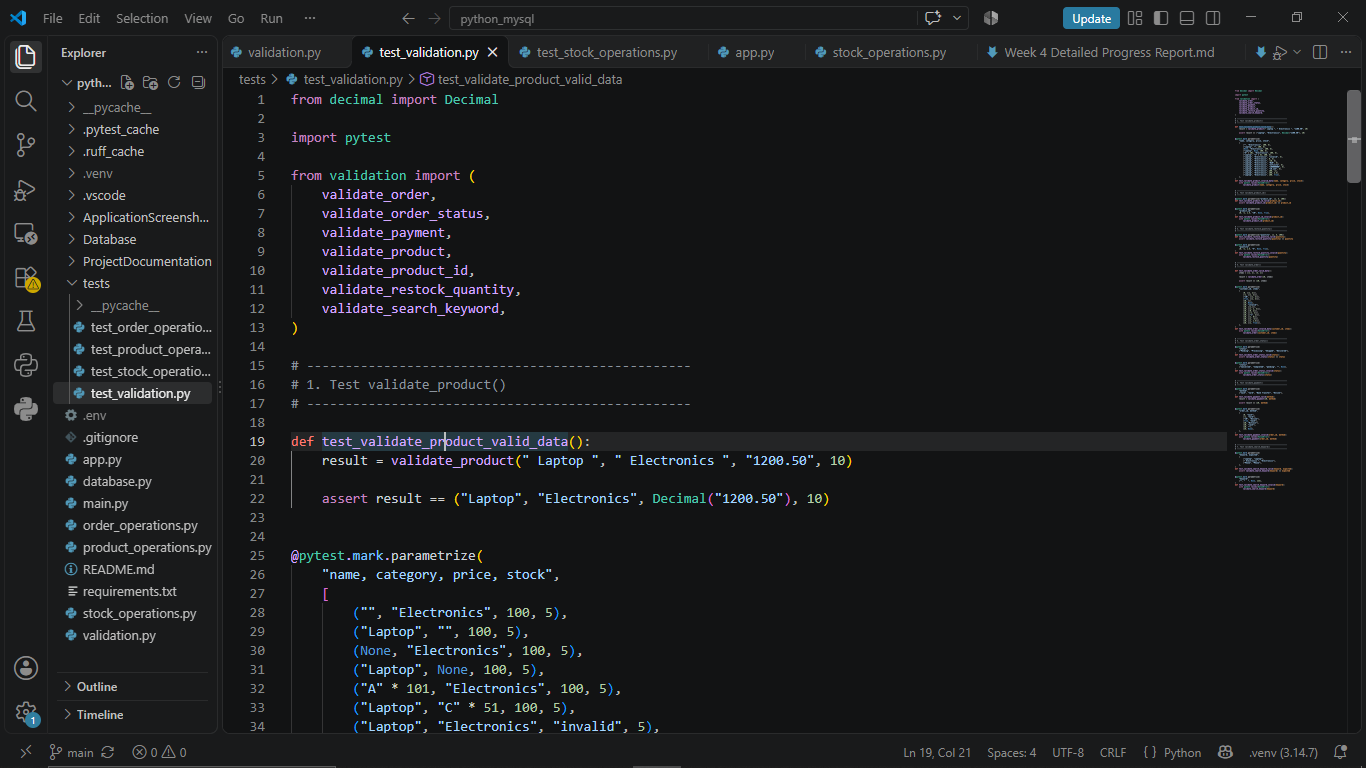 File Edit Selection View Go Run ···
python_mysql
Update
Explorer
pyth...
__pycache__
.pytest_cache
.ruff_cache
.venv
.vscode
ApplicationScreensh...
Database
ProjectDocumentation
tests
__pycache__
test_order_operatio...
test_product_opera...
test_stock_operatio...
test_validation.py
.env
.gitignore
app.py
database.py
main.py
order_operations.py
product_operations.py
README.md
requirements.txt
stock_operations.py
validation.py
Outline
Timeline
1
validation.py test_validation.py test_stock_operations.py app.py stock_operations.py Week 4 Detailed Progress Report.md
tests > test_validation.py > test_validate_product_valid_data
1 from decimal import Decimal
2
3 import pytest
4
5 from validation import (
6     validate_order,
7     validate_order_status,
8     validate_payment,
9     validate_product,
10     validate_product_id,
11     validate_restock_quantity,
12     validate_search_keyword,
13 )
14
15 # --------------------------------------------------
16 # 1. Test validate_product()
17 # --------------------------------------------------
18
19 def test_validate_product_valid_data():
20     result = validate_product(" Laptop ", " Electronics ", "1200.50", 10)
21
22     assert result == ("Laptop", "Electronics", Decimal("1200.50"), 10)
23
24
25 @pytest.mark.parametrize(
26     "name, category, price, stock",
27     [
28         ("", "Electronics", 100, 5),
29         ("Laptop", "", 100, 5),
30         (None, "Electronics", 100, 5),
31         ("Laptop", None, 100, 5),
32         ("A" * 101, "Electronics", 100, 5),
33         ("Laptop", "C" * 51, 100, 5),
34         ("Laptop", "Electronics", "invalid", 5),
main 0 0 Ln 19, Col 21 Spaces: 4 UTF-8 CRLF { } Python .venv (3.14.7)